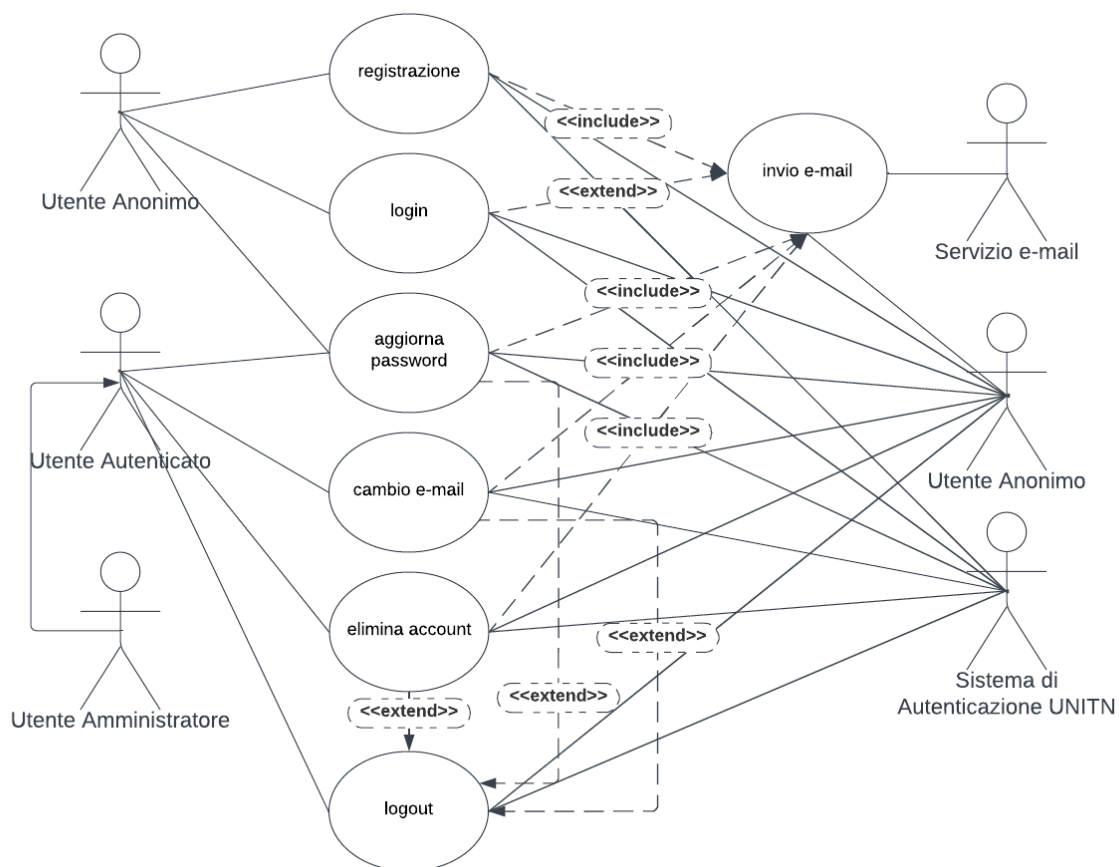 registrazione
<<include>>
invio e-mail
Utente Anonimo
login
<<extend>>
Servizio e-mail
<<include>>
aggiorna
password
<<include>>
<<include>>
Utente Autenticato
cambio e-mail
Utente Anonimo
elimina account
<<extend>>
<<extend>>
<<extend>>
Utente Amministratore
Sistema di
Autenticazione UNITN
logout